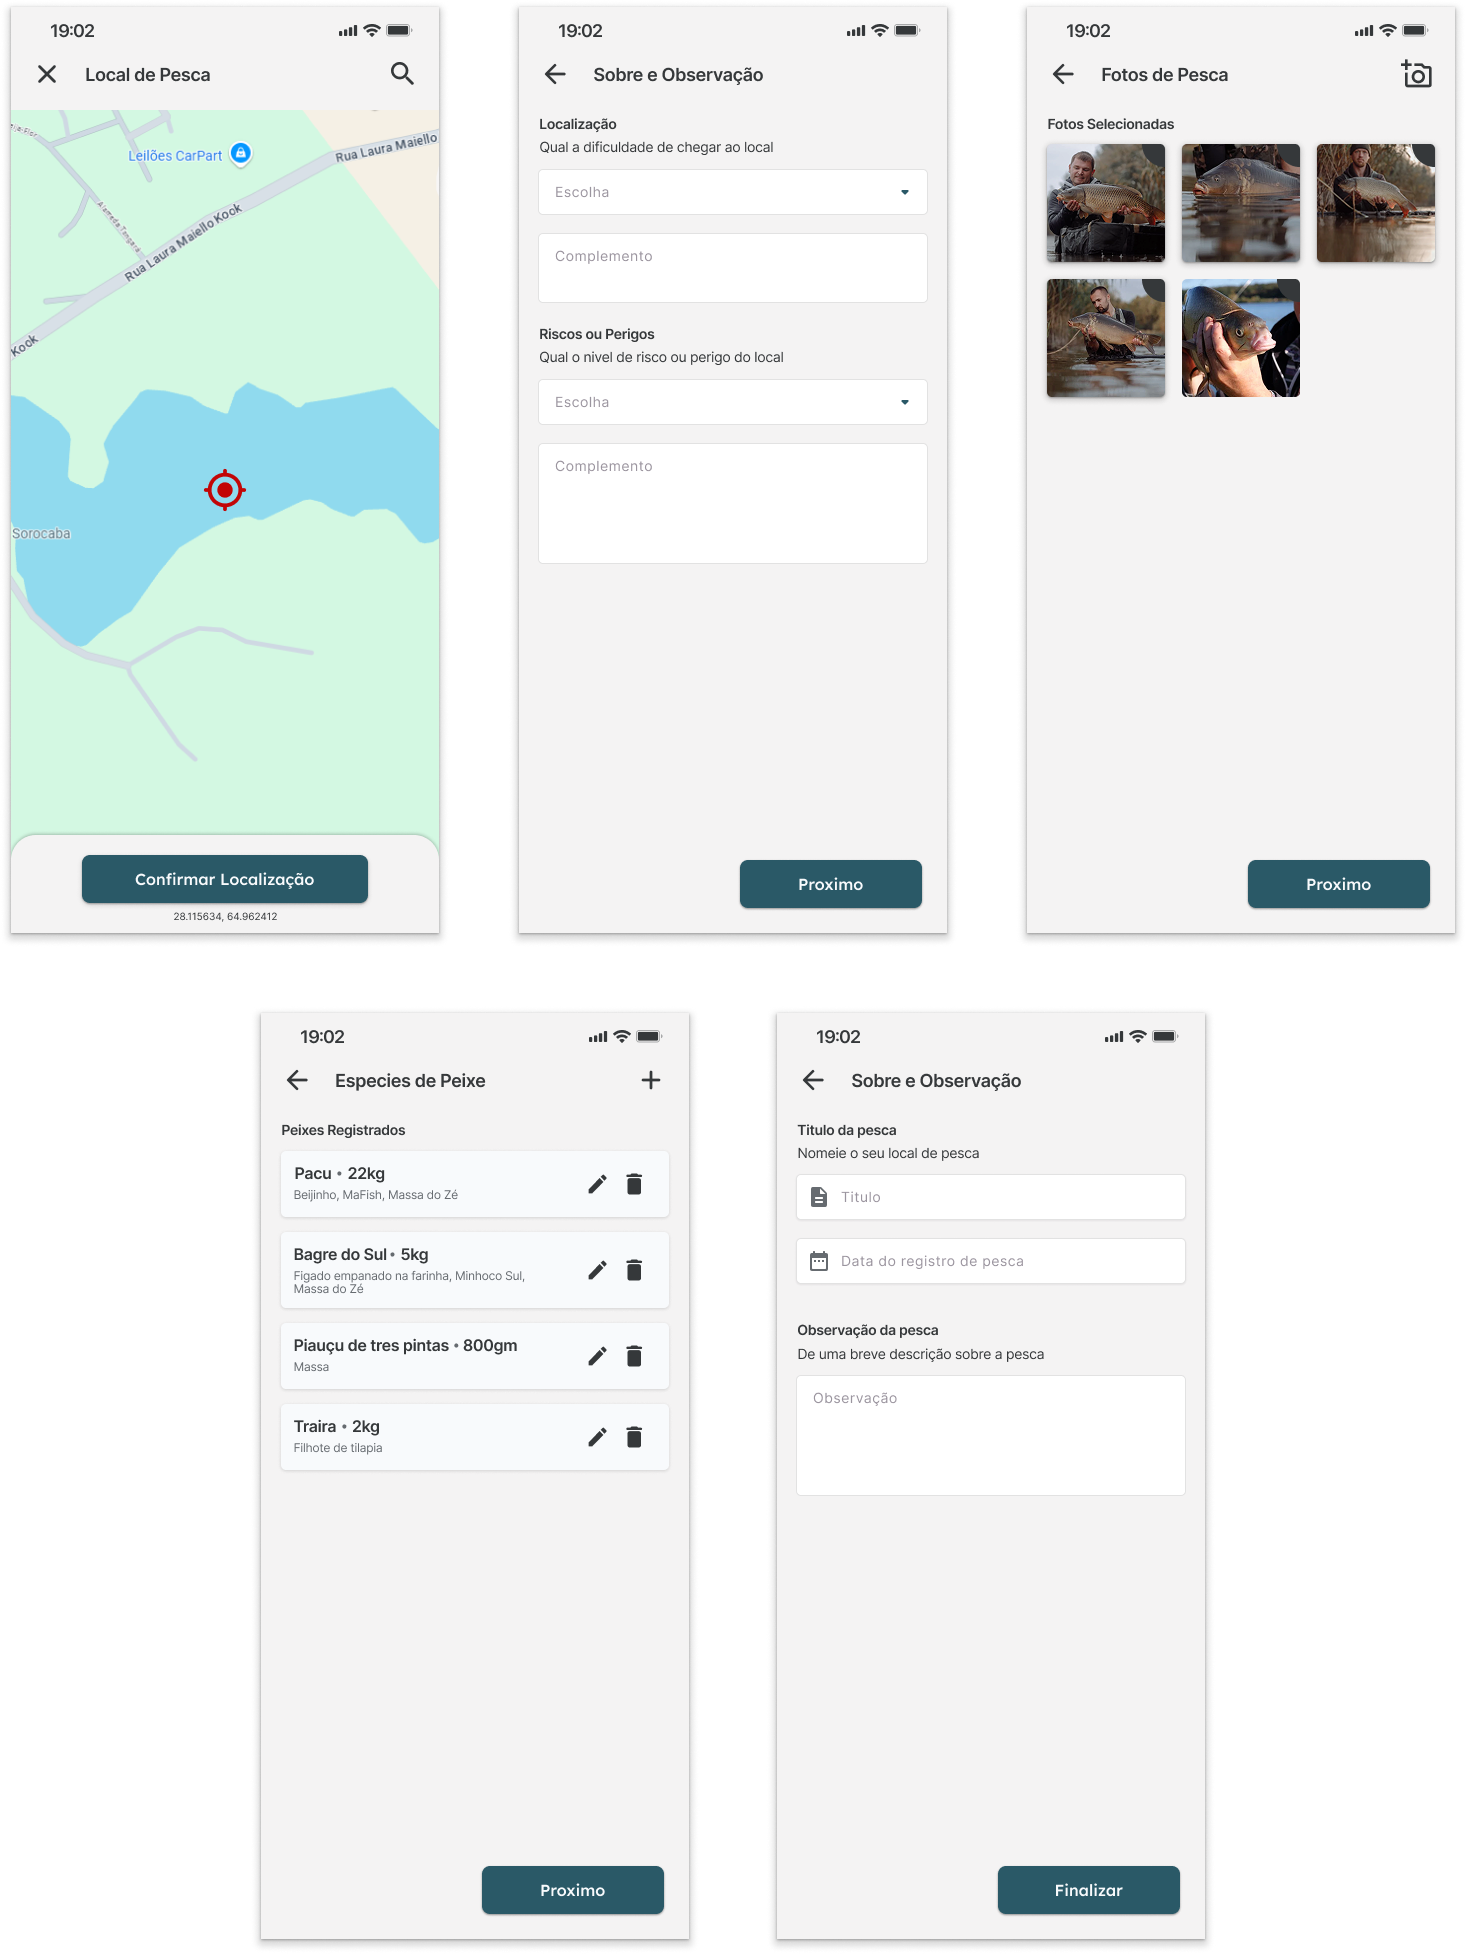 19:02
Local de Pesca
Leilões CarPart
Rua Laura Maiello
Rua Laura Maiello Kock
Kock
Sorocaba
Confirmar Localização
28.115634, 64.962412
19:02
Sobre e Observação
Localização
Qual a dificuldade de chegar ao local
Escolha
Complemento
Riscos ou Perigos
Qual o nivel de risco ou perigo do local
Escolha
Complemento
Proximo
19:02
Fotos de Pesca
Fotos Selecionadas
Proximo
19:02
Especies de Peixe
Peixes Registrados
Pacu • 22kg
Beijinho, MaFish, Massa do Zé
Bagre do Sul • 5kg
Figado empanado na farinha, Minhoco Sul,
Massa do Zé
Piauçu de tres pintas • 800gm
Massa
Traira • 2kg
Filhote de tilapia
Proximo
19:02
Sobre e Observação
Titulo da pesca
Nomeie o seu local de pesca
Titulo
Data do registro de pesca
Observação da pesca
De uma breve descrição sobre a pesca
Observação
Finalizar